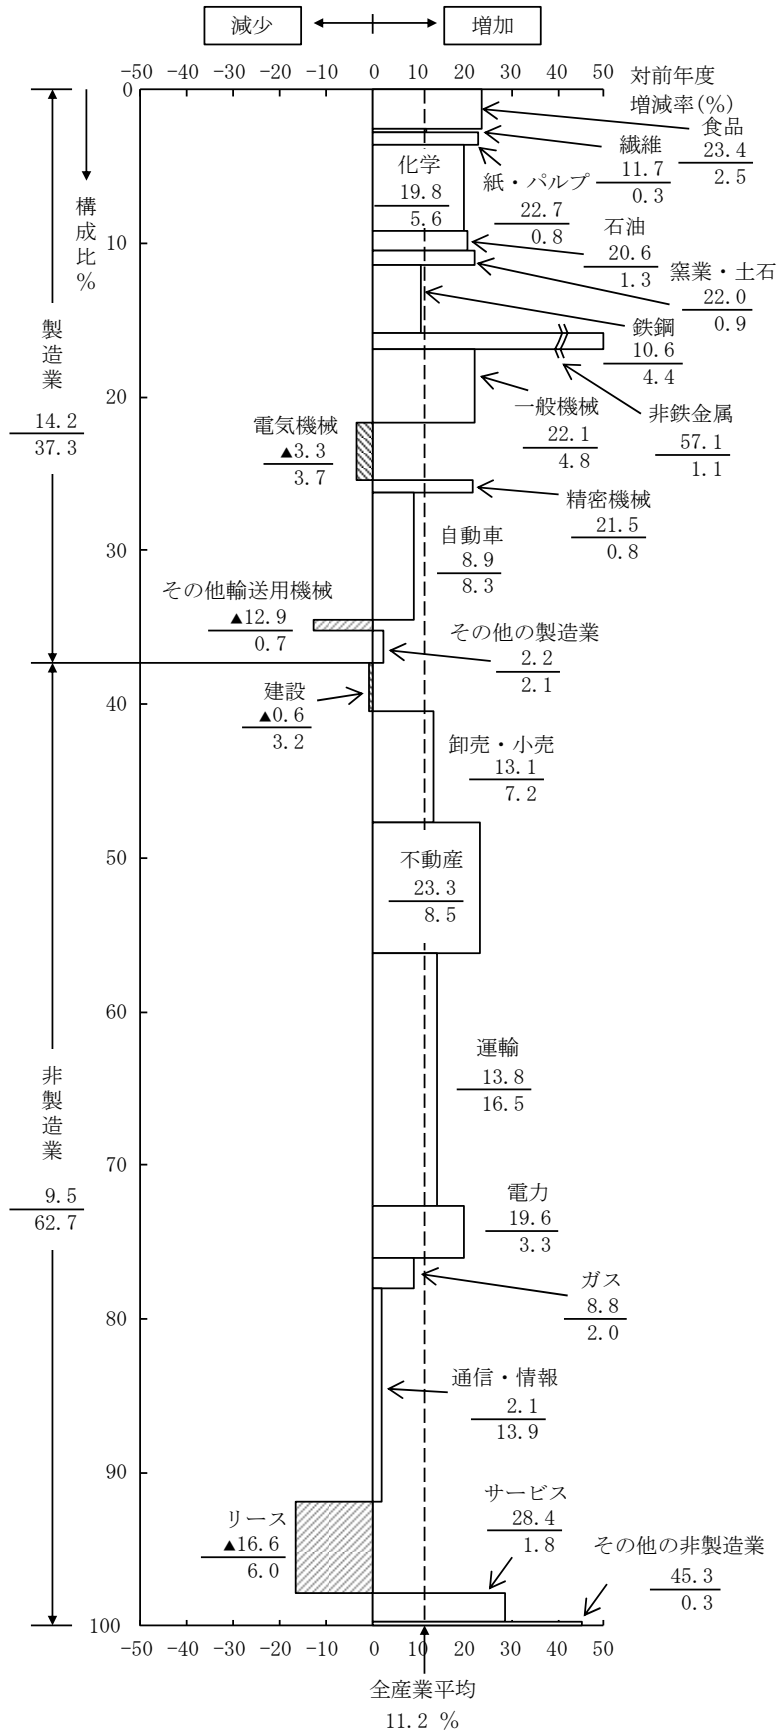 減少
増加
-50 -40 -30 -20 -10 0 10 20 30 40 50
対前年度
増減率(%)
0
10
20
30
40
50
60
70
80
90
100
構成比%
製造業
14.2
37.3
非製造業
9.5
62.7
食品
23.4
2.5
繊維
11.7
0.3
化学
19.8
5.6
紙・パルプ
22.7
0.8
石油
20.6
1.3
窯業・土石
22.0
0.9
鉄鋼
10.6
4.4
非鉄金属
57.1
1.1
一般機械
22.1
4.8
電気機械
▲3.3
3.7
精密機械
21.5
0.8
自動車
8.9
8.3
その他輸送用機械
▲12.9
0.7
その他の製造業
2.2
2.1
建設
▲0.6
3.2
卸売・小売
13.1
7.2
不動産
23.3
8.5
運輸
13.8
16.5
電力
19.6
3.3
ガス
8.8
2.0
通信・情報
2.1
13.9
リース
▲16.6
6.0
サービス
28.4
1.8
その他の非製造業
45.3
0.3
-50 -40 -30 -20 -10 0 10 20 30 40 50
全産業平均
11.2 %